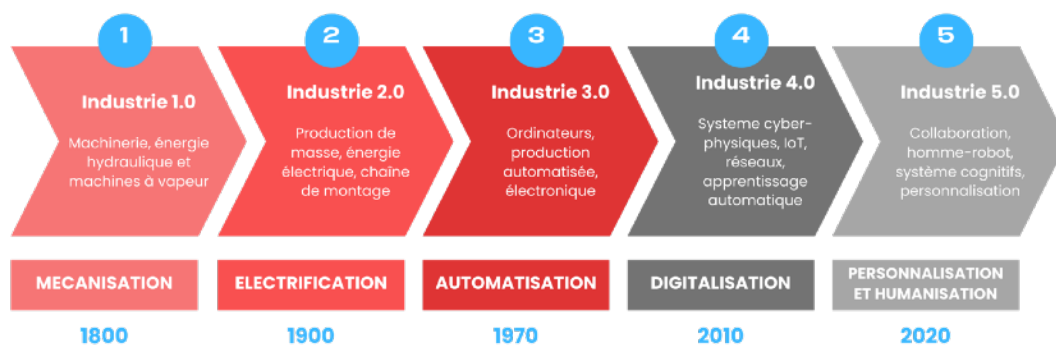 1
Industrie 1.0
Machinerie, énergie
hydraulique et
machines à vapeur
MECANISATION
1800
2
Industrie 2.0
Production de
masse, énergie
électrique, chaîne
de montage
ELECTRIFICATION
1900
3
Industrie 3.0
Ordinateurs,
production
automatisée,
électronique
AUTOMATISATION
1970
4
Industrie 4.0
Systeme cyber-
physiques, IoT,
réseaux,
apprentissage
automatique
DIGITALISATION
2010
5
Industrie 5.0
Collaboration,
homme-robot,
système cognitifs,
personnalisation
PERSONNALISATION
ET HUMANISATION
2020